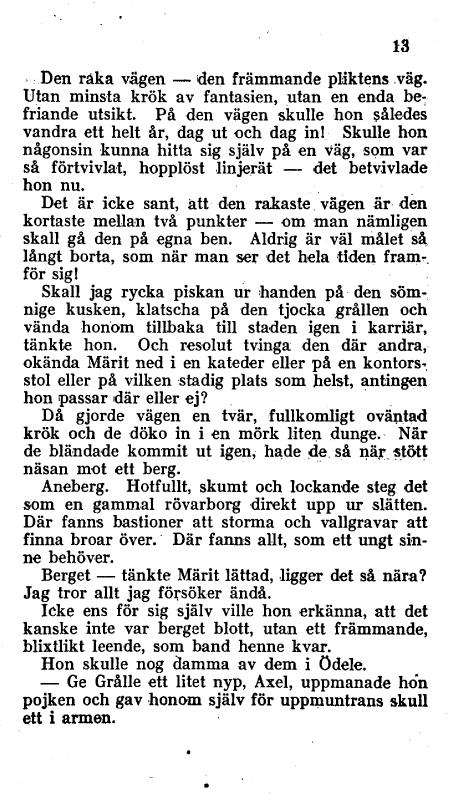 13
Den raka vägen — den främmande pliktens väg.
Utan minsta krök av fantasien, utan en enda be-
friande utsikt. På den vägen skulle hon således
vandra ett helt år, dag ut och dag in! Skulle hon
någonsin kunna hitta sig själv på en väg, som var
så förtvivlat, hopplöst linjerät — det betvivlade
hon nu.
Det är icke sant, att den rakaste vägen är den
kortaste mellan två punkter — om man nämligen
skall gå den på egna ben. Aldrig är väl målet så
långt borta, som när man ser det hela tiden fram-
för sig!
Skall jag rycka piskan ur handen på den söm-
nige kusken, klatscha på den tjocka grållen och
vända honom tillbaka till staden igen i karriär,
tänkte hon. Och resolut tvinga den där andra,
okända Märit ned i en kateder eller på en kontors-
stol eller på vilken stadig plats som helst, antingen
hon passar där eller ej?
Då gjorde vägen en tvär, fullkomligt oväntad
krök och de döko in i en mörk liten dunge. När
de bländade kommit ut igen, hade de så när stött
näsan mot ett berg.
Aneberg. Hotfullt, skumt och lockande steg det
som en gammal rövarborg direkt upp ur slätten.
Där fanns bastioner att storma och vallgravar att
finna broar över. Där fanns allt, som ett ungt sin-
ne behöver.
Berget — tänkte Märit lättad, ligger det så nära?
Jag tror allt jag försöker ändå.
Icke ens för sig själv ville hon erkänna, att det
kanske inte var berget blott, utan ett främmande,
blixtlikt leende, som band henne kvar.
Hon skulle nog damma av dem i Ödele.
— Ge Grålle ett litet nyp, Axel, uppmanade hon
pojken och gav honom själv för uppmuntrans skull
ett i armen.